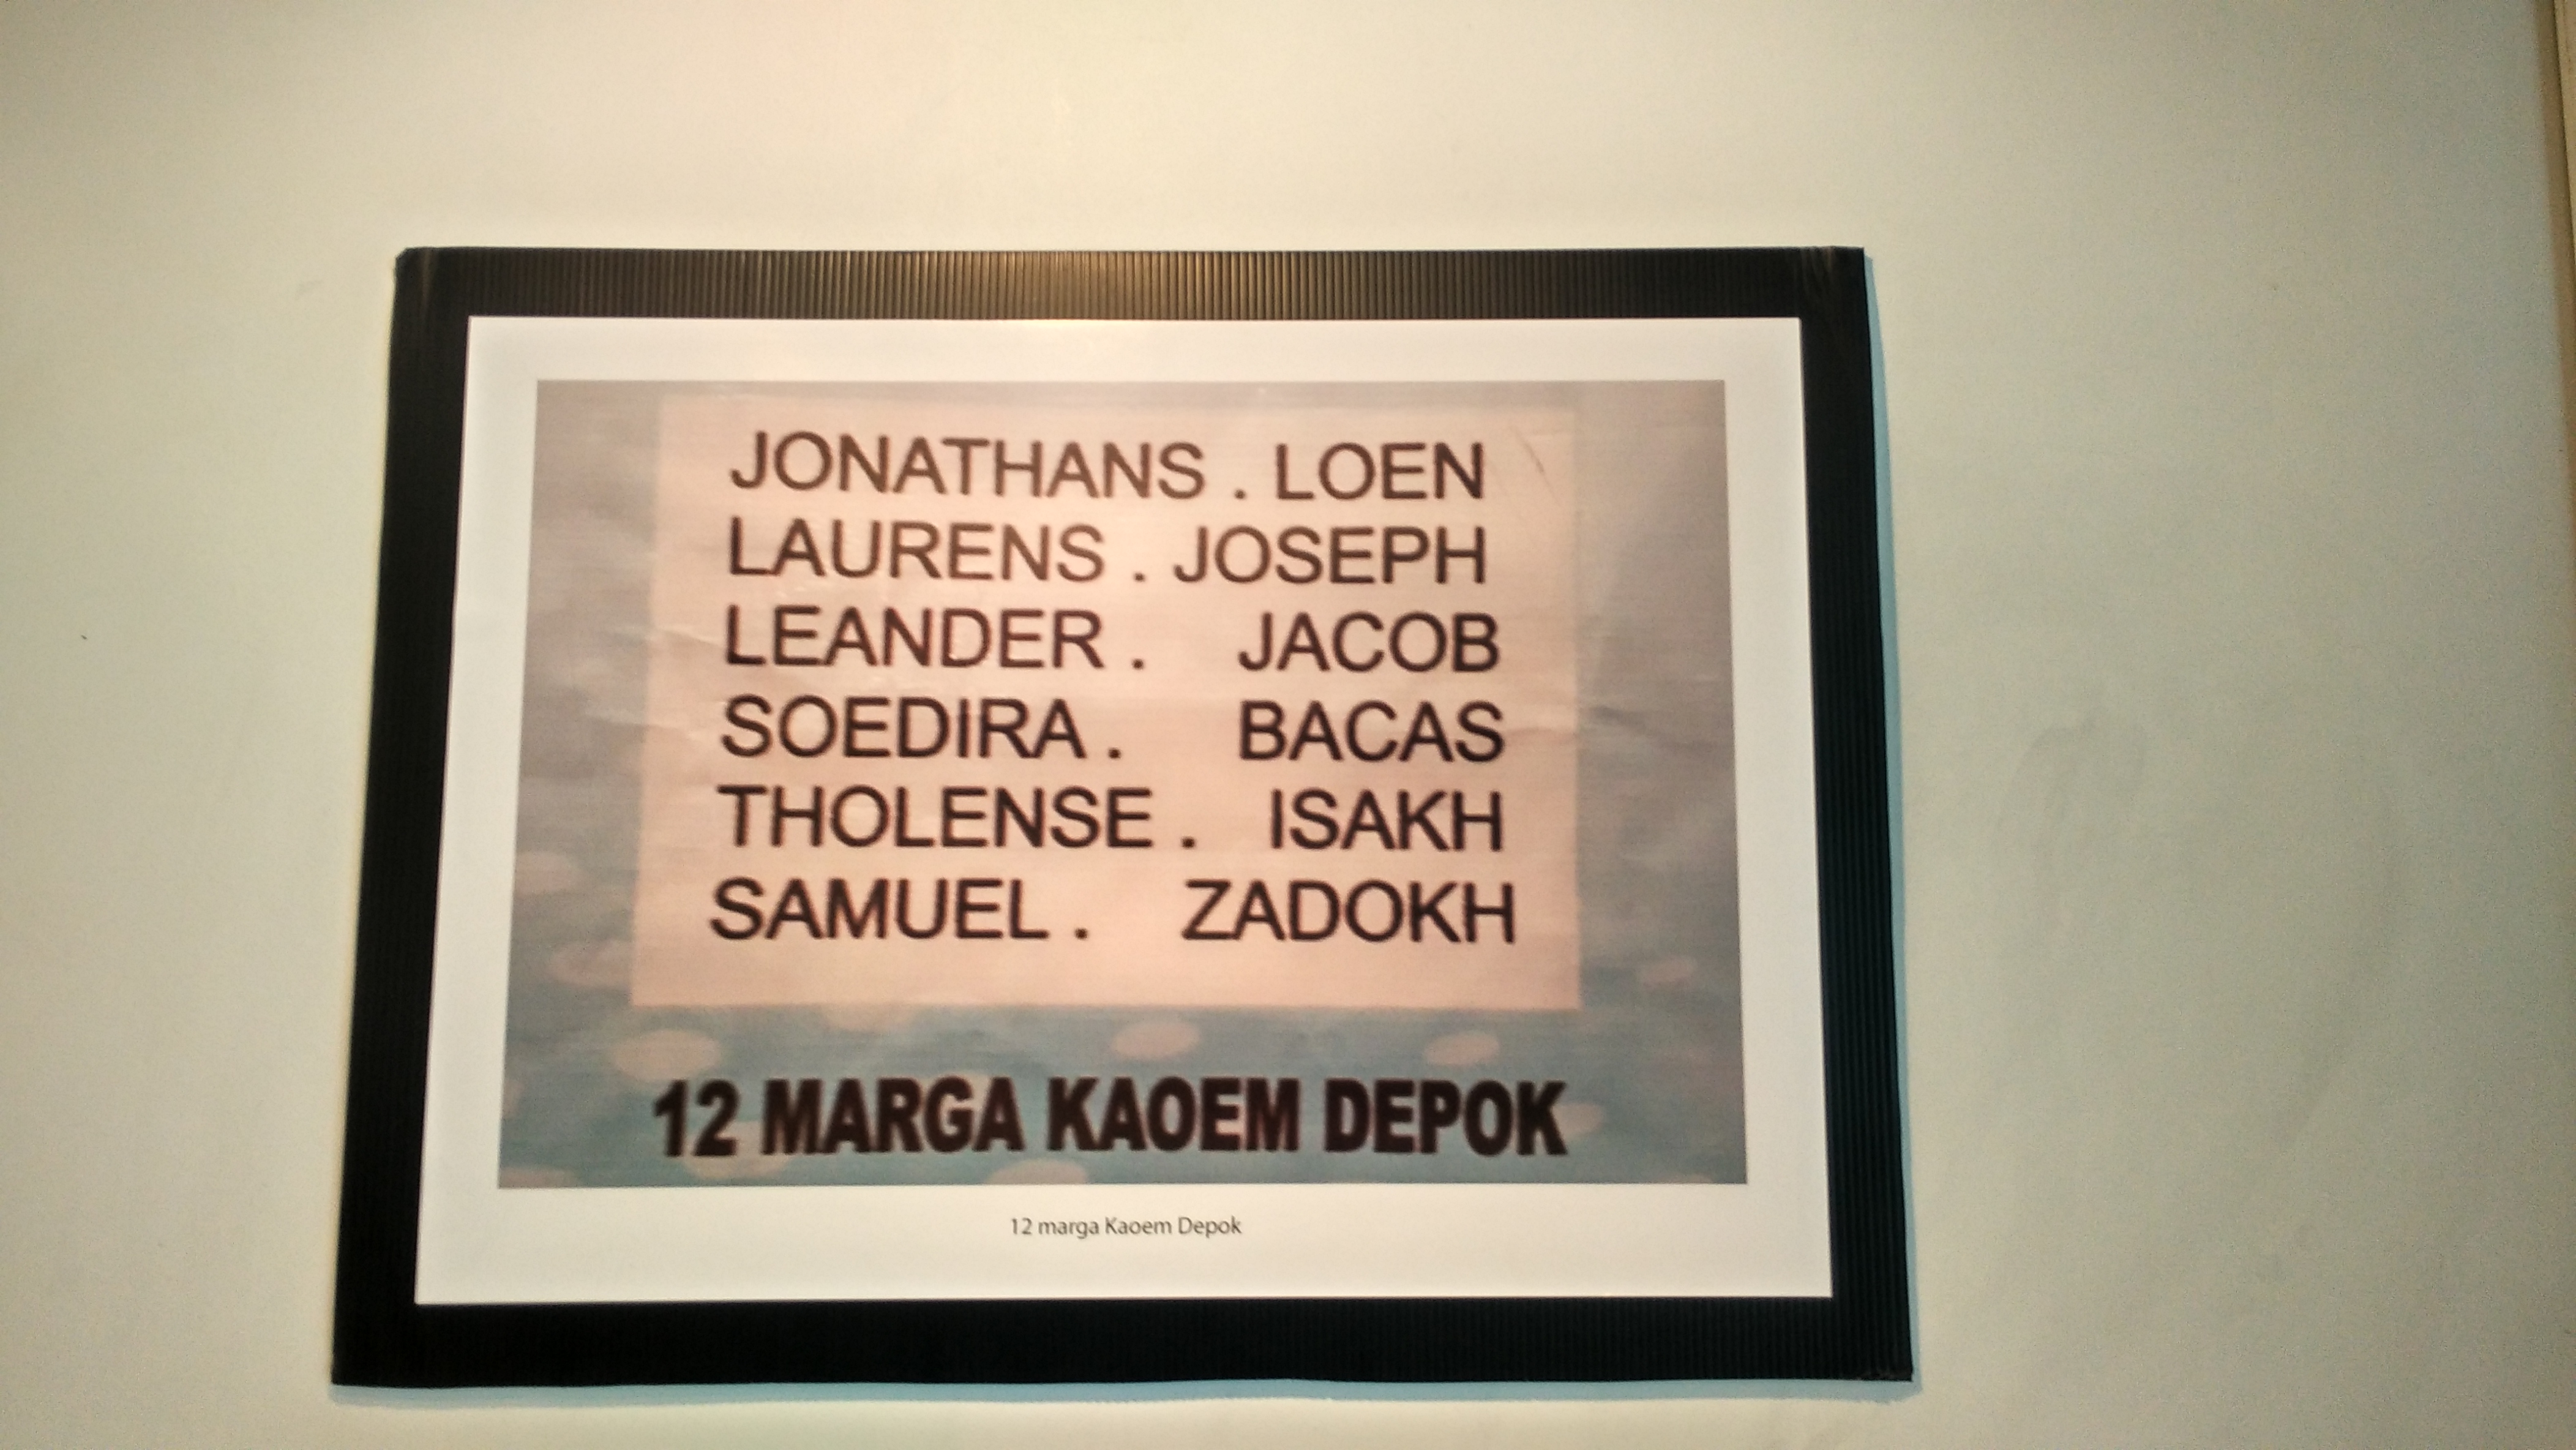 JONATHANS . LOEN
LAURENS . JOSEPH
LEANDER . JACOB
SOEDIRA . BACAS
THOLENSE . ISAKH
SAMUEL . ZADOKH
12 MARGA KAOEM DEPOK
12 marga Kaoem Depok